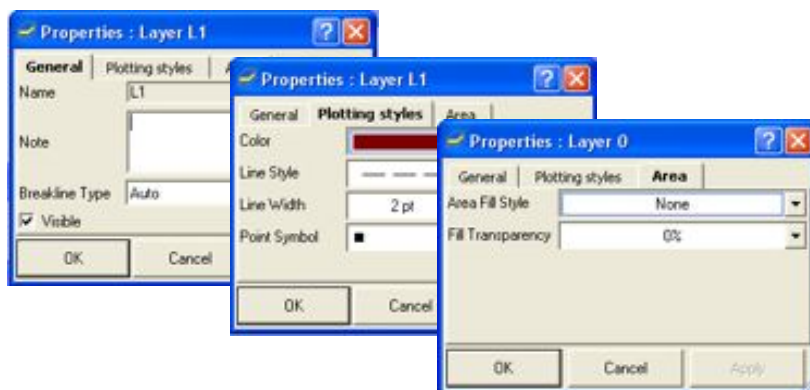 Properties : Layer L1
General Plotting styles
Name L1
Note
Breakline Type Auto
Visible
OK Cancel
Properties : Layer L1
General Plotting styles Area
Color
Line Style
Line Width 2 pt
Point Symbol
OK Cancel
Properties : Layer 0
General Plotting styles Area
Area Fill Style None
Fill Transparency 0%
OK Cancel Apply